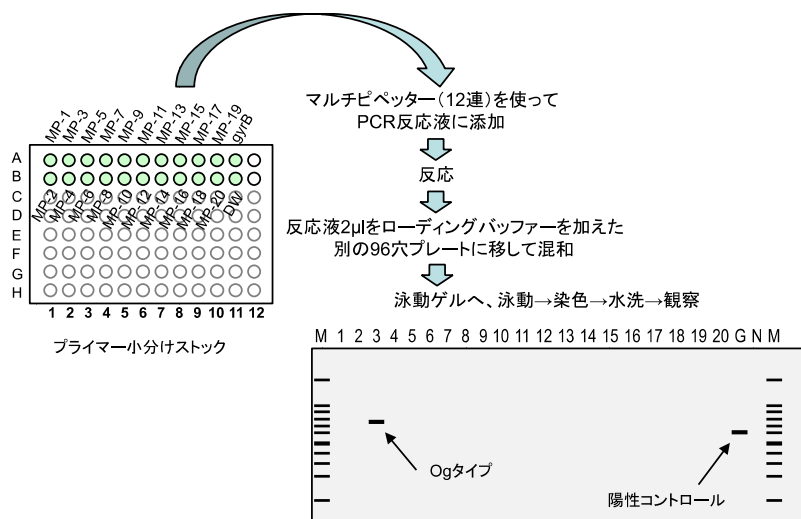 MP-1 MP-3 MP-5 MP-7 MP-9 MP-11 MP-13 MP-15 MP-17 MP-19 gyrB
A
B
C
D
E
F
G
H
MP-2 MP-4 MP-6 MP-8 MP-10 MP-12 MP-14 MP-16 MP-18 MP-20 DW
1 2 3 4 5 6 7 8 9 10 11 12
プライマー小分けストック
マルチピペッター(12連)を使って
PCR反応液に添加
反応
反応液2μlをローディングバッファーを加えた
別の96穴プレートに移して混和
泳動ゲルへ、泳動→染色→水洗→観察
M 1 2 3 4 5 6 7 8 9 10 11 12 13 14 15 16 17 18 19 20 G N M
Ogタイプ
陽性コントロール